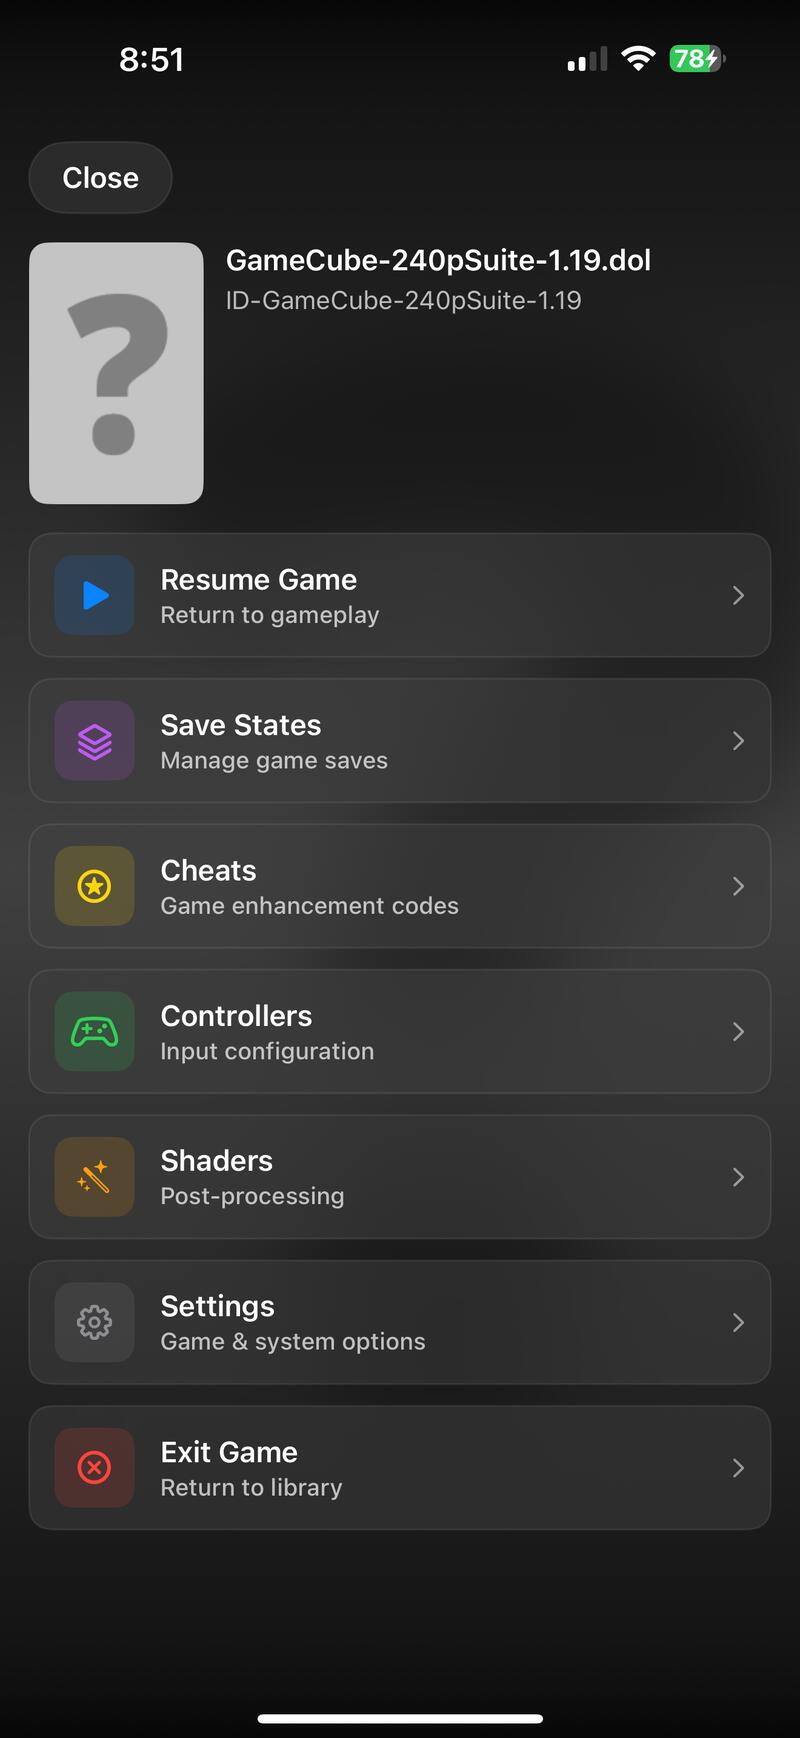 8:51
78
Close
GameCube-240pSuite-1.19.dol
ID-GameCube-240pSuite-1.19
?
Resume Game
Return to gameplay
Save States
Manage game saves
Cheats
Game enhancement codes
Controllers
Input configuration
Shaders
Post-processing
Settings
Game & system options
Exit Game
Return to library